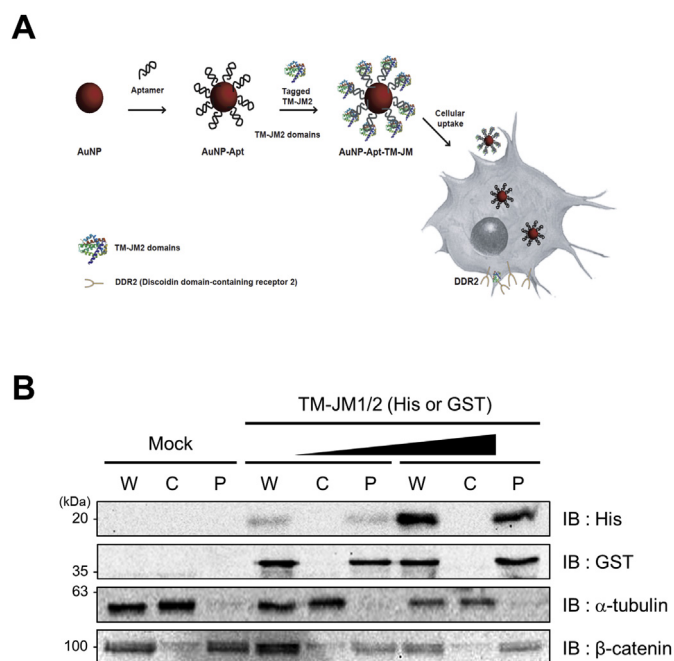 A
Aptamer
Tagged
TM-JM2
TM-JM2 domains
Cellular
uptake
AuNP
AuNP-Apt
AuNP-Apt-TM-JM
TM-JM2 domains
DDR2 (Discoidin domain-containing receptor 2)
DDR2
B
TM-JM1/2 (His or GST)
Mock
W C P W C P W C P
(kDa)
20 IB : His
35 IB : GST
63 IB : α-tubulin
100 IB : β-catenin